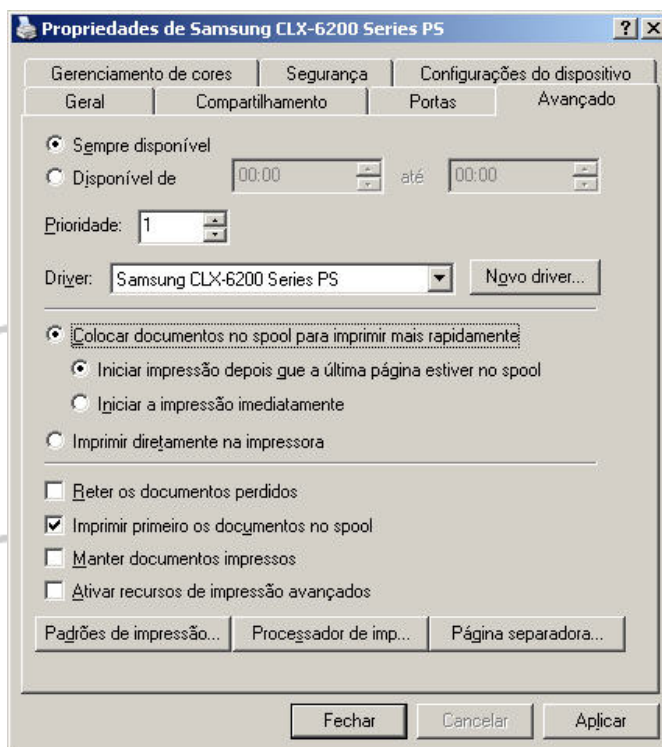 Propriedades de Samsung CLX-6200 Series PS
Gerenciamento de cores Segurança Configurações do dispositivo
Geral Compartilhamento Portas Avançado
Sempre disponível
Disponível de 00:00 até 00:00
Prioridade: 1
Driver: Samsung CLX-6200 Series PS Novo driver...
Colocar documentos no spool para imprimir mais rapidamente
Iniciar impressão depois que a última página estiver no spool
Iniciar a impressão imediatamente
Imprimir diretamente na impressora
Reter os documentos perdidos
Imprimir primeiro os documentos no spool
Manter documentos impressos
Ativar recursos de impressão avançados
Padrões de impressão... Processador de imp... Página separadora...
Fechar Cancelar Aplicar